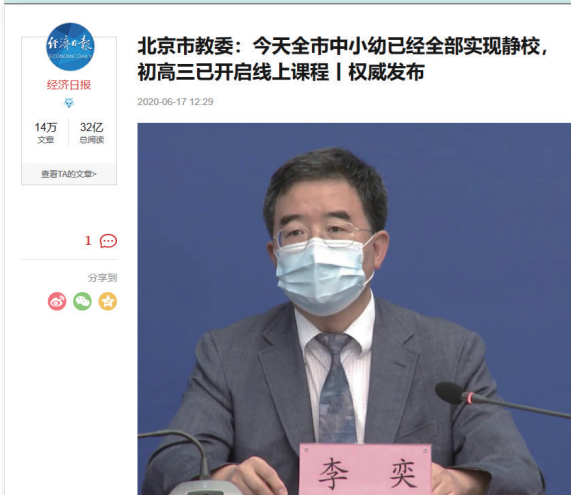 北京市教委：今天全市中小幼已经全部实现静校，
初高三已开启线上课程丨权威发布
2020-06-17 12:29
经济日报
ECONOMIC DAILY
经济日报
14万
32亿
文章
总阅读
查看TA的文章>
1
分享到
李 奕